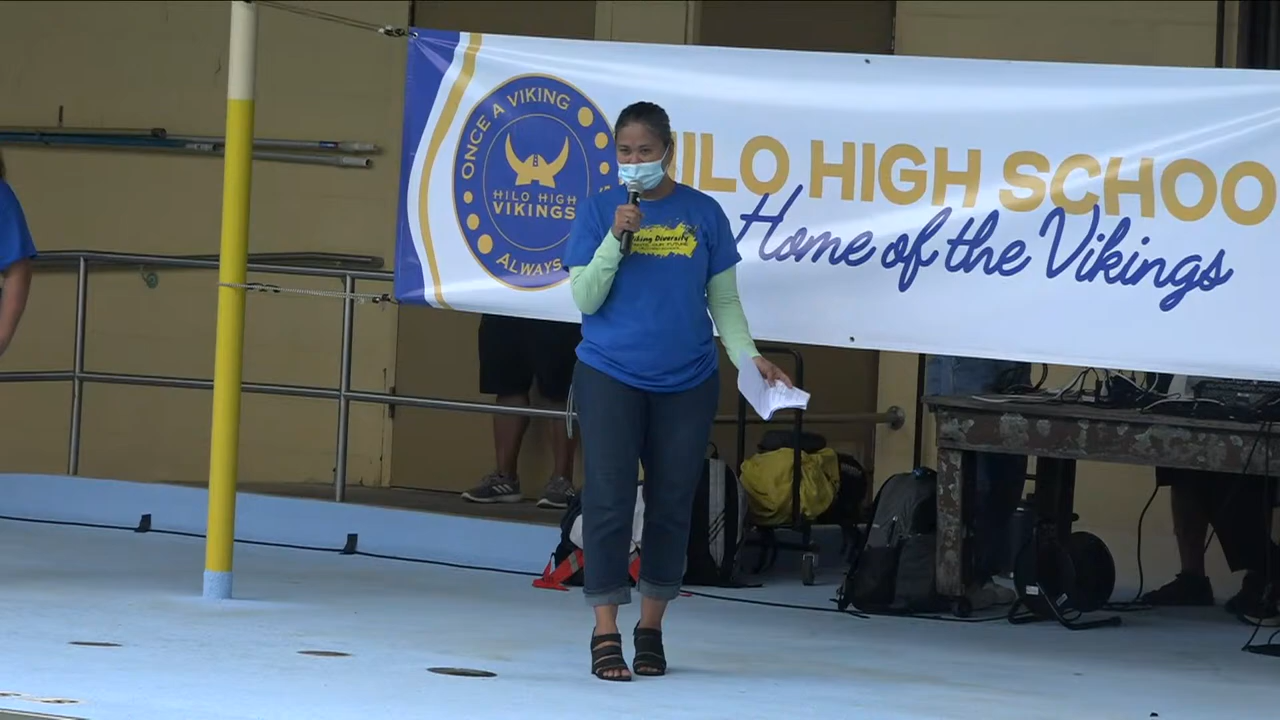 ONCE A VIKING
HILO HIGH
VIKINGS
ALWAYS
HILO HIGH SCHOO
Home of the Vikings
Viking Diversity